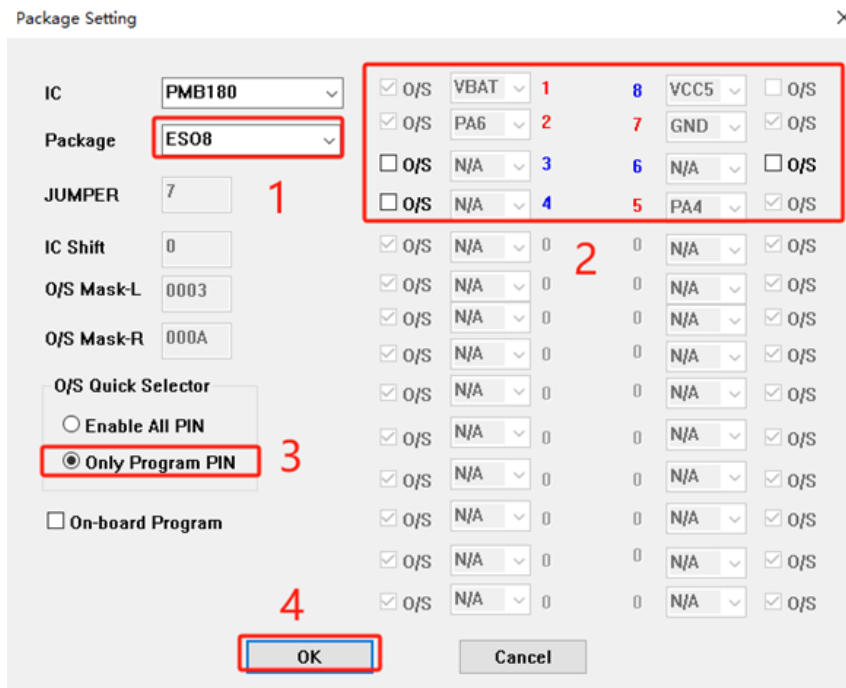 Package Setting
IC PMB180
Package ESO8
JUMPER 7
IC Shift 0
O/S Mask-L 0003
O/S Mask-R 000A
O/S Quick Selector
Enable All PIN
Only Program PIN
On-board Program
1
O/S VBAT 1 8 VCC5 O/S
O/S PA6 2 7 GND O/S
O/S N/A 3 6 N/A O/S
O/S N/A 4 5 PA4 O/S
O/S N/A 0 0 N/A O/S
O/S N/A 0 0 N/A O/S
O/S N/A 0 0 N/A O/S
O/S N/A 0 0 N/A O/S
O/S N/A 0 0 N/A O/S
O/S N/A 0 0 N/A O/S
O/S N/A 0 0 N/A O/S
O/S N/A 0 0 N/A O/S
O/S N/A 0 0 N/A O/S
O/S N/A 0 0 N/A O/S
2
3
4
OK Cancel